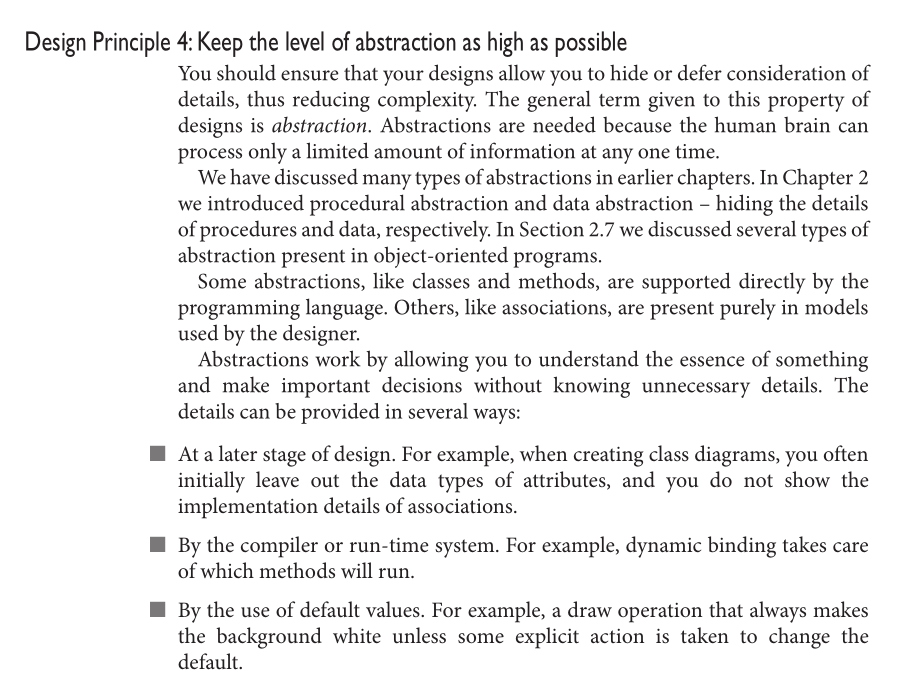 Design Principle 4: Keep the level of abstraction as high as possible
You should ensure that your designs allow you to hide or defer consideration of
details, thus reducing complexity. The general term given to this property of
designs is abstraction. Abstractions are needed because the human brain can
process only a limited amount of information at any one time.
We have discussed many types of abstractions in earlier chapters. In Chapter 2
we introduced procedural abstraction and data abstraction – hiding the details
of procedures and data, respectively. In Section 2.7 we discussed several types of
abstraction present in object-oriented programs.
Some abstractions, like classes and methods, are supported directly by the
programming language. Others, like associations, are present purely in models
used by the designer.
Abstractions work by allowing you to understand the essence of something
and make important decisions without knowing unnecessary details. The
details can be provided in several ways:
■ At a later stage of design. For example, when creating class diagrams, you often
initially leave out the data types of attributes, and you do not show the
implementation details of associations.
■ By the compiler or run-time system. For example, dynamic binding takes care
of which methods will run.
■ By the use of default values. For example, a draw operation that always makes
the background white unless some explicit action is taken to change the
default.